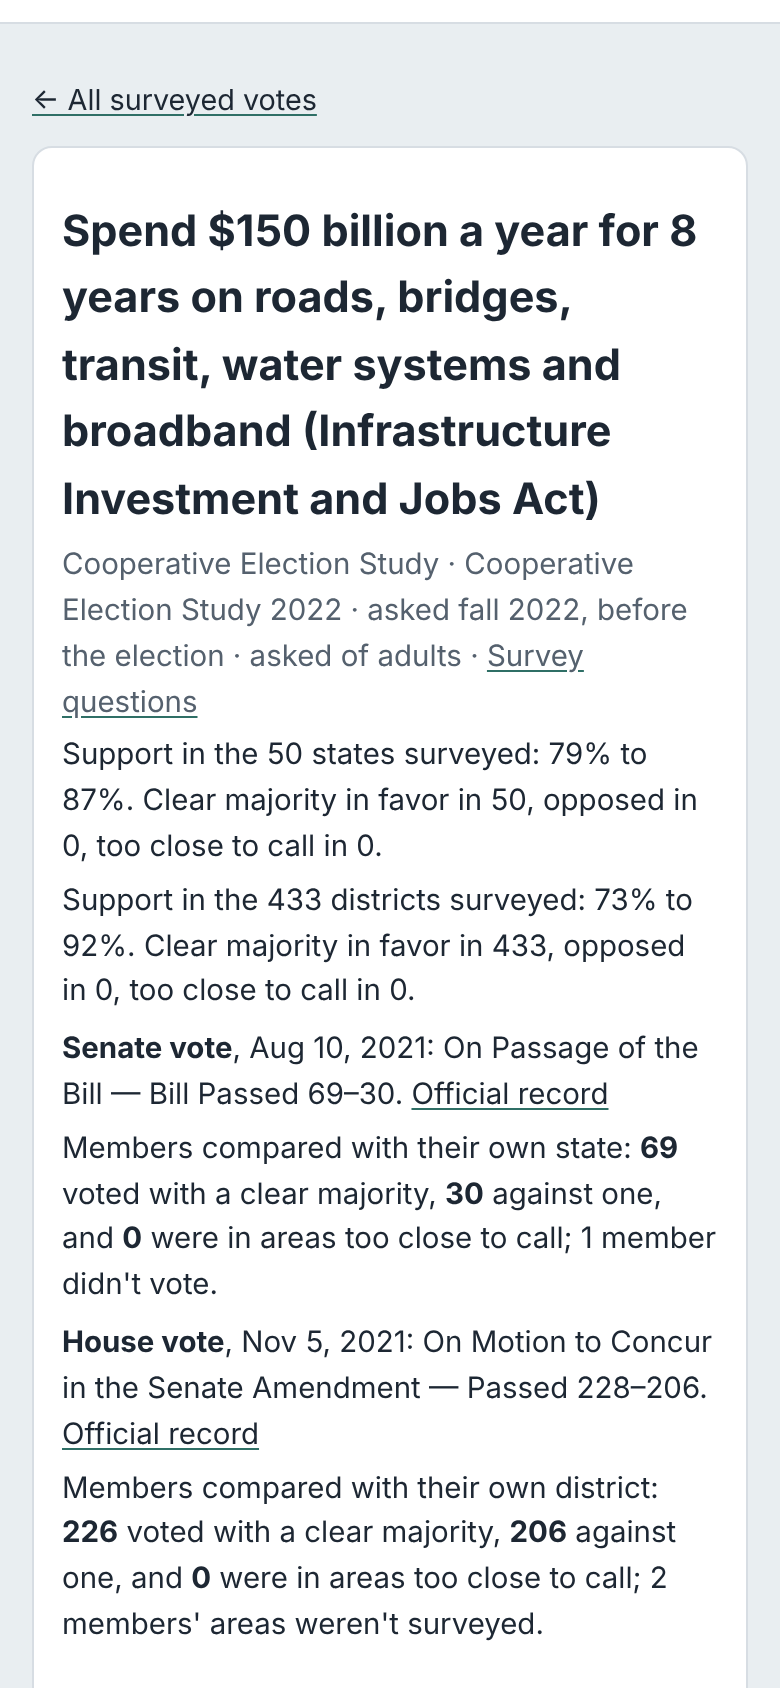 ← All surveyed votes
Spend $150 billion a year for 8
years on roads, bridges,
transit, water systems and
broadband (Infrastructure
Investment and Jobs Act)
Cooperative Election Study · Cooperative
Election Study 2022 · asked fall 2022, before
the election · asked of adults · Survey
questions
Support in the 50 states surveyed: 79% to
87%. Clear majority in favor in 50, opposed in
0, too close to call in 0.
Support in the 433 districts surveyed: 73% to
92%. Clear majority in favor in 433, opposed
in 0, too close to call in 0.
Senate vote, Aug 10, 2021: On Passage of the
Bill — Bill Passed 69–30. Official record
Members compared with their own state: 69
voted with a clear majority, 30 against one,
and 0 were in areas too close to call; 1 member
didn't vote.
House vote, Nov 5, 2021: On Motion to Concur
in the Senate Amendment — Passed 228–206.
Official record
Members compared with their own district:
226 voted with a clear majority, 206 against
one, and 0 were in areas too close to call; 2
members' areas weren't surveyed.